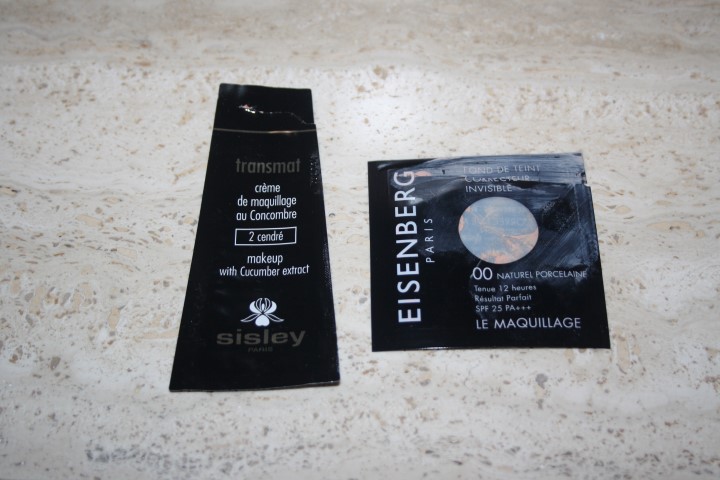 transmat
crème
de maquillage
au Concombre
2 cendré
makeup
with Cucumber extract
sisley
PARIS
EISENBERG
PARIS
FOND DE TEINT
CORRECTEUR
INVISIBLE
00 NATUREL PORCELAINE
Tenue 12 heures
Résultat Parfait
SPF 25 PA+++
LE MAQUILLAGE